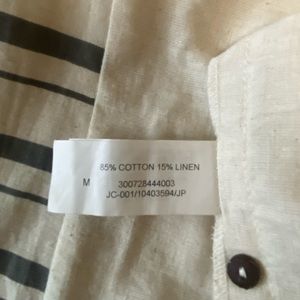 85% COTTON 15% LINEN
M 300728444003
JC-001/10403594/JP